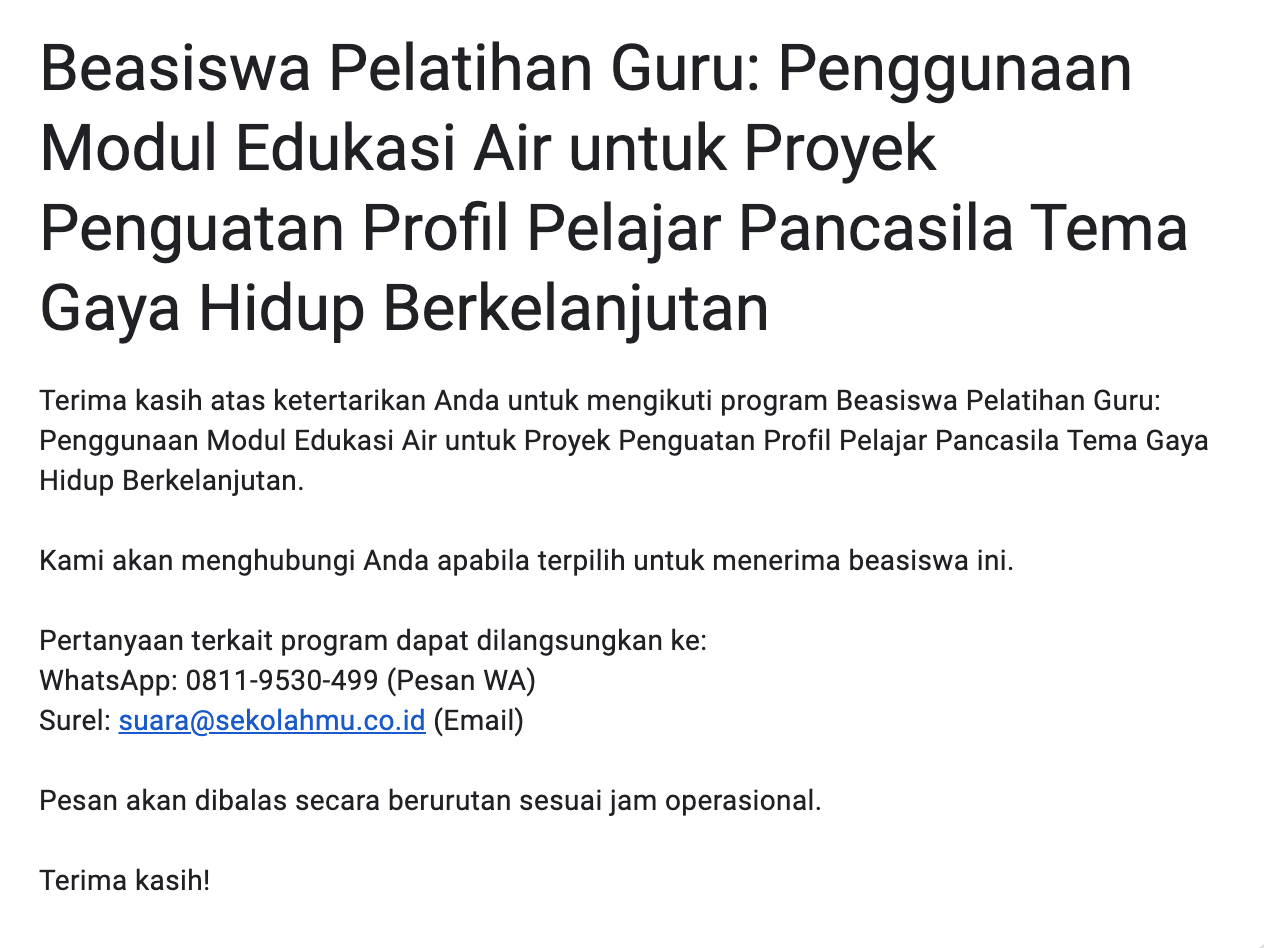 Beasiswa Pelatihan Guru: Penggunaan
Modul Edukasi Air untuk Proyek
Penguatan Profil Pelajar Pancasila Tema
Gaya Hidup Berkelanjutan
Terima kasih atas ketertarikan Anda untuk mengikuti program Beasiswa Pelatihan Guru:
Penggunaan Modul Edukasi Air untuk Proyek Penguatan Profil Pelajar Pancasila Tema Gaya
Hidup Berkelanjutan.
Kami akan menghubungi Anda apabila terpilih untuk menerima beasiswa ini.
Pertanyaan terkait program dapat dilangsungkan ke:
WhatsApp: 0811-9530-499 (Pesan WA)
Surel: suara@sekolahmu.co.id (Email)
Pesan akan dibalas secara berurutan sesuai jam operasional.
Terima kasih!